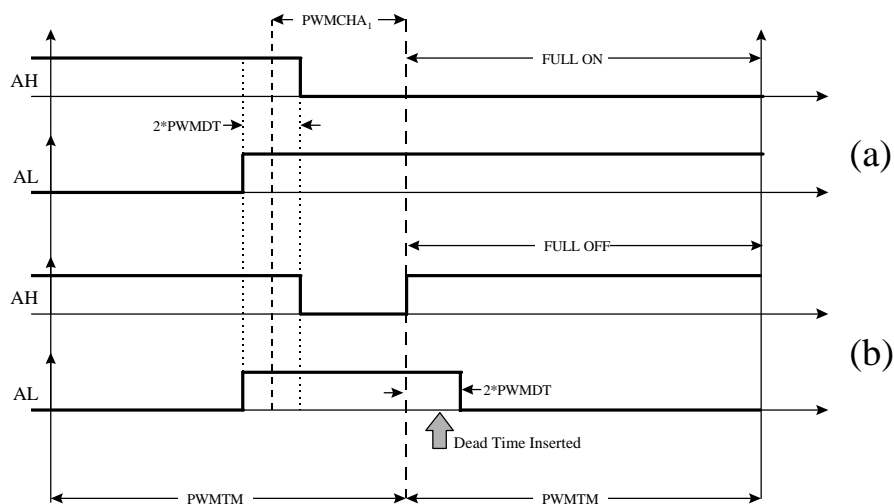 PWMCHA₁
FULL ON
AH
2*PWMDT
AL
(a)
FULL OFF
AH
(b)
AL
2*PWMDT
Dead Time Inserted
PWMTM
PWMTM